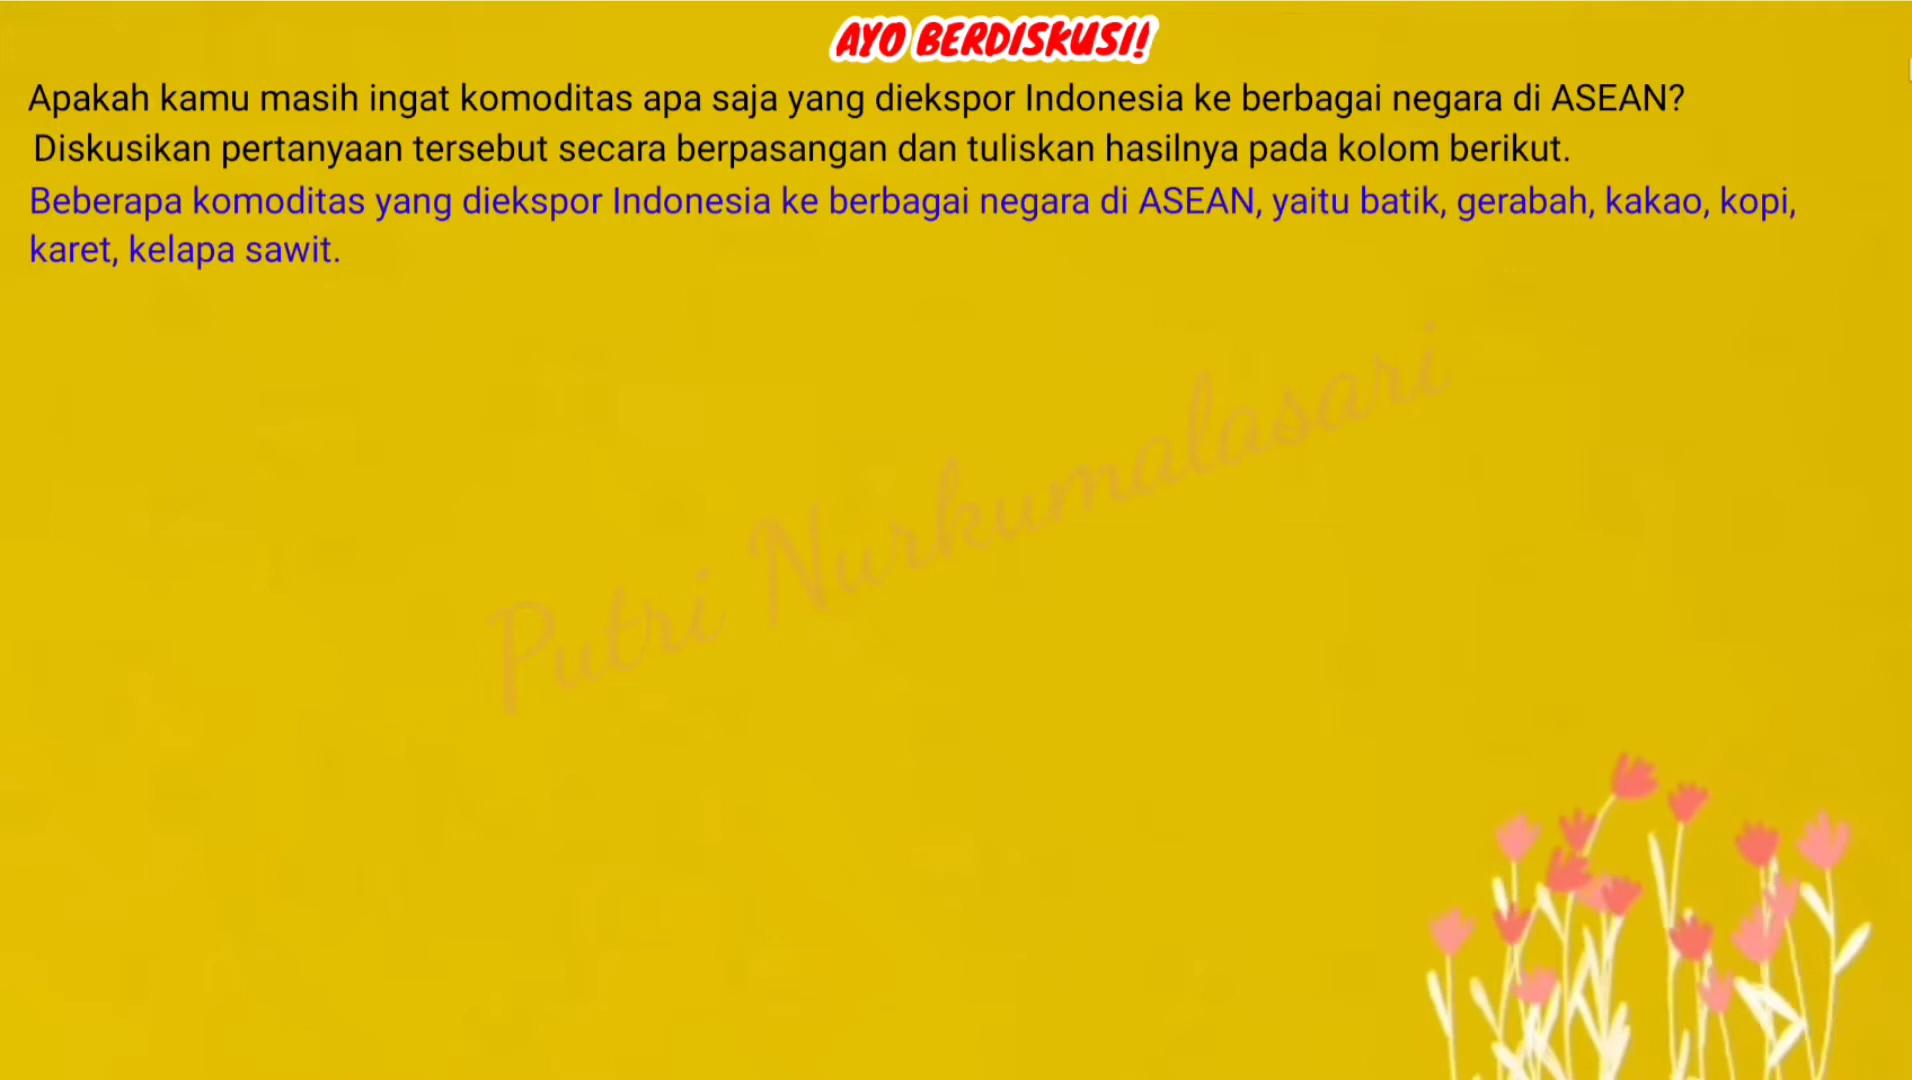 AYO BERDISKUSI!
Apakah kamu masih ingat komoditas apa saja yang diekspor Indonesia ke berbagai negara di ASEAN?
Diskusikan pertanyaan tersebut secara berpasangan dan tuliskan hasilnya pada kolom berikut.
Beberapa komoditas yang diekspor Indonesia ke berbagai negara di ASEAN, yaitu batik, gerabah, kakao, kopi,
karet, kelapa sawit.
Putri Nurkumalasari